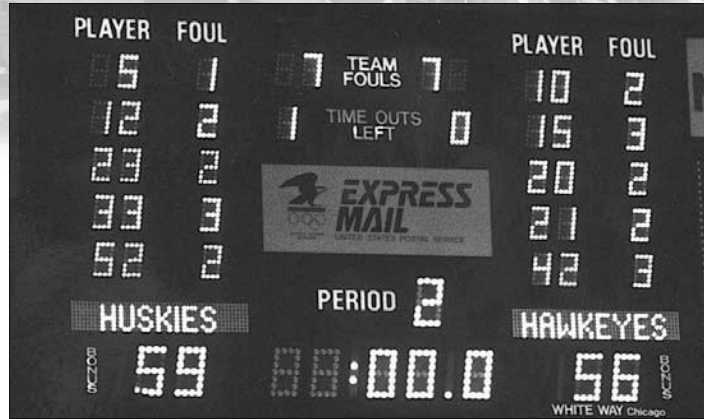 PLAYER FOUL
5 1
12 2
23 2
33 3
52 2
7 TEAM FOULS 7
1 TIME OUTS LEFT 0
EXPRESS
MAIL
UNITED STATES POSTAL SERVICE
PERIOD 2
PLAYER FOUL
10 2
15 3
20 2
21 2
42 3
HUSKIES
HAWKEYES
BONUS 59
:00.0
56 BONUS
WHITE WAY Chicago